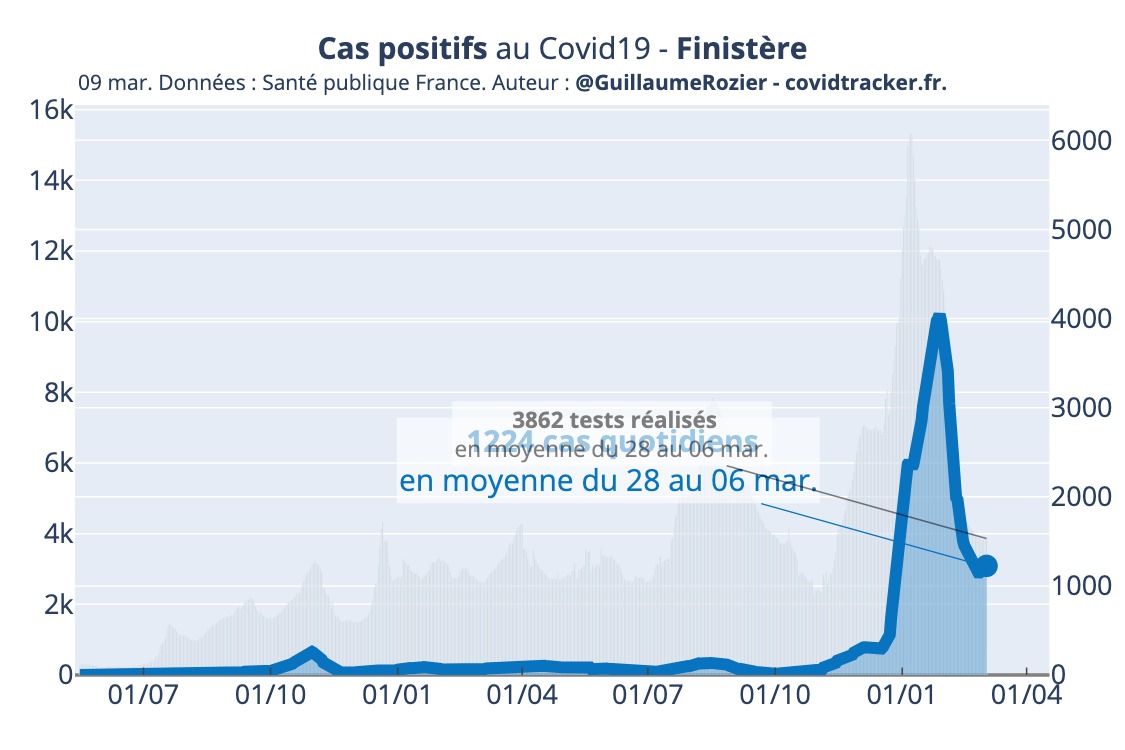 Cas positifs au Covid19 - Finistère
09 mar. Données : Santé publique France. Auteur : @GuillaumeRozier - covidtracker.fr.
16k
14k
12k
10k
8k
6k
4k
2k
0
6000
5000
4000
3000
2000
1000
0
3862 tests réalisés
en moyenne du 28 au 06 mar.
1224 cas quotidiens
en moyenne du 28 au 06 mar.
01/07
01/10
01/01
01/04
01/07
01/10
01/01
01/04